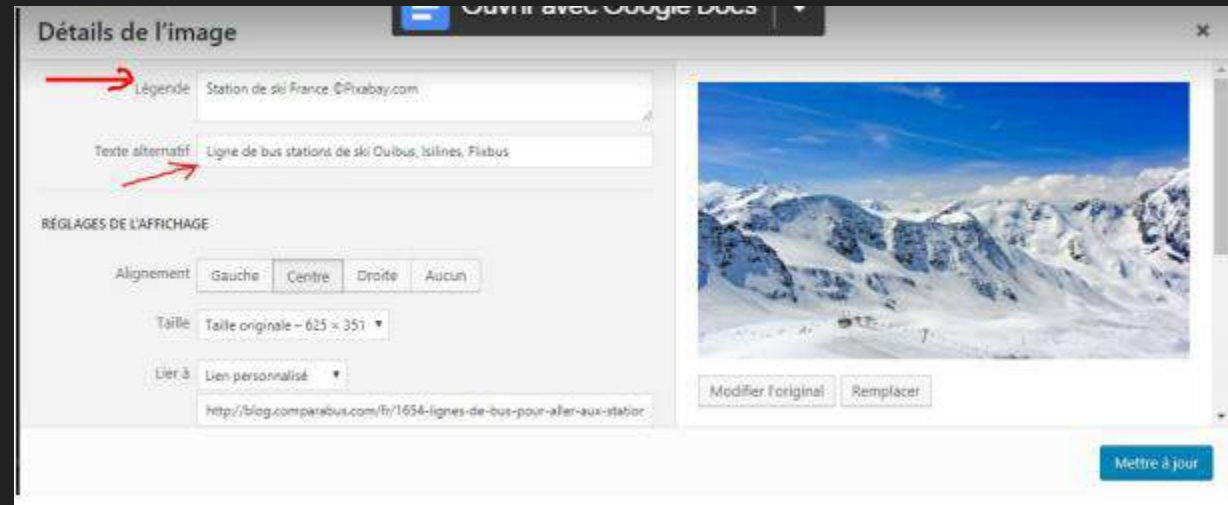 Ouvrir avec Google Docs
Détails de l'image
×
Légende
Station de ski France ©Pixabay.com
Texte alternatif
Ligne de bus stations de ski Ouibus, Isilines, Flixbus
RÉGLAGES DE L'AFFICHAGE
Alignement
Gauche Centre Droite Aucun
Taille
Taille originale – 625 × 351
Lier à
Lien personnalisé
http://blog.comparabus.com/fr/1654-lignes-de-bus-pour-aller-aux-station
Modifier l'original Remplacer
Mettre à jour